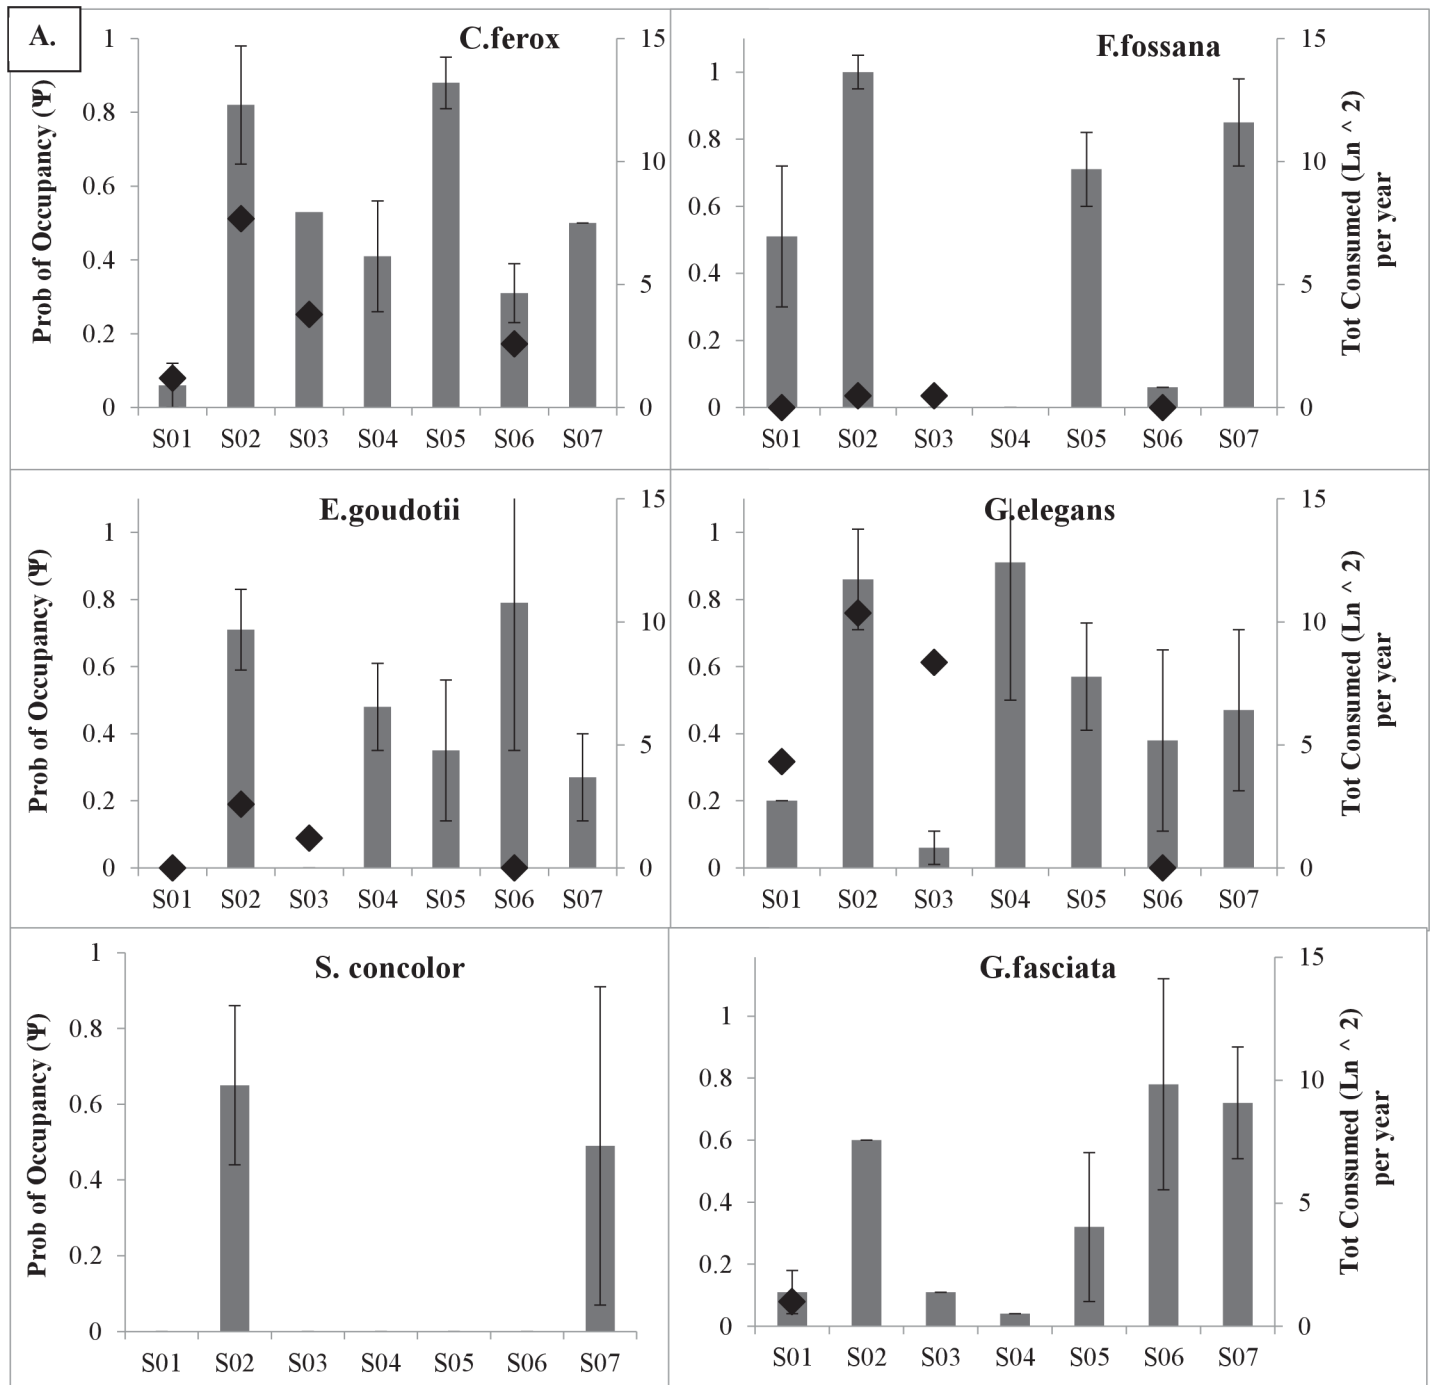 A.
C.ferox
Prob of Occupancy (Ψ)
1
0.8
0.6
0.4
0.2
0
15
10
5
0
S01 S02 S03 S04 S05 S06 S07
F.fossana
1
0.8
0.6
0.4
0.2
0
15
10
5
0
Tot Consumed (Ln ^ 2)
per year
S01 S02 S03 S04 S05 S06 S07
E.goudotii
Prob of Occupancy (Ψ)
1
0.8
0.6
0.4
0.2
0
15
10
5
0
S01 S02 S03 S04 S05 S06 S07
G.elegans
1
0.8
0.6
0.4
0.2
0
15
10
5
0
Tot Consumed (Ln ^ 2)
per year
S01 S02 S03 S04 S05 S06 S07
S. concolor
Prob of Occupancy (Ψ)
1
0.8
0.6
0.4
0.2
0
S01 S02 S03 S04 S05 S06 S07
G.fasciata
1
0.8
0.6
0.4
0.2
0
15
10
5
0
Tot Consumed (Ln ^ 2)
per year
S01 S02 S03 S04 S05 S06 S07